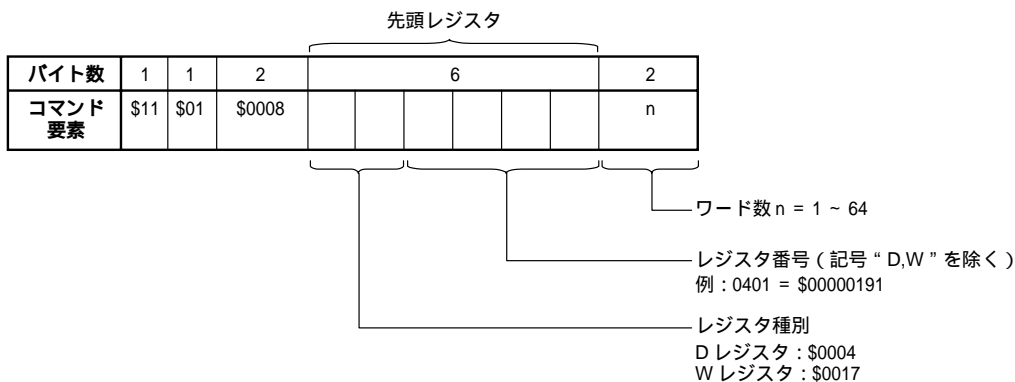 先頭レジスタ
バイト数 1 1 2 6 2
コマンド要素 $11 $01 $0008 n
ワード数 n = 1 ~ 64
レジスタ番号 ( 記号 “ D,W ” を除く )
例 : 0401 = $00000191
レジスタ種別
D レジスタ : $0004
W レジスタ : $0017